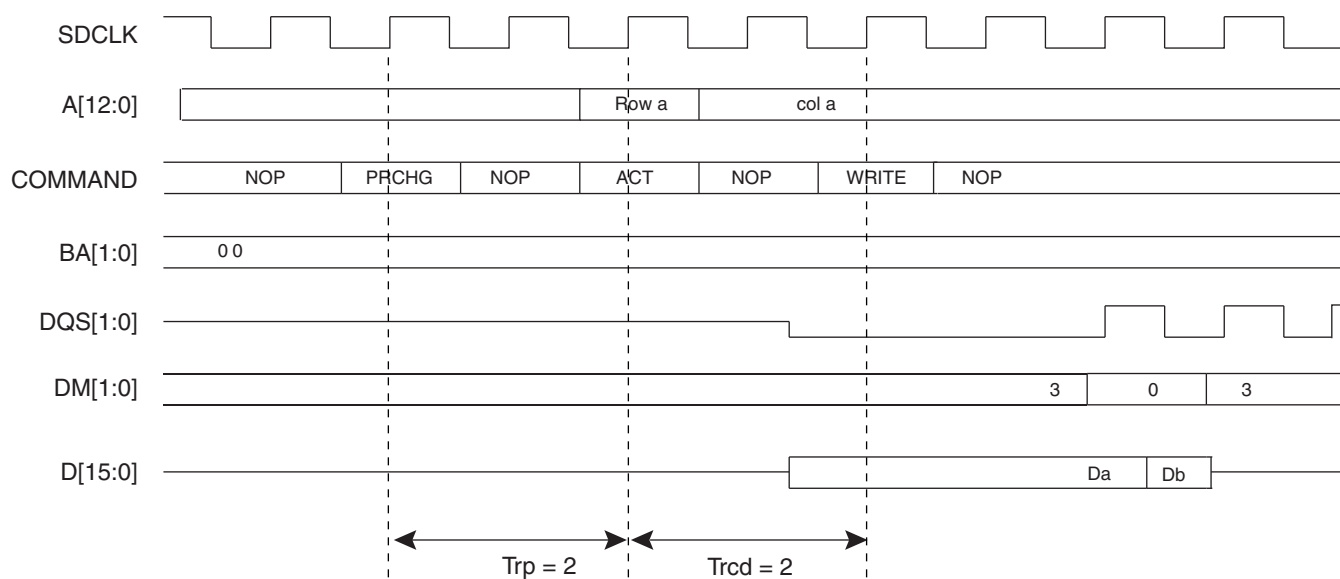 SDCLK
A[12:0] Row a col a
COMMAND NOP PRCHG NOP ACT NOP WRITE NOP
BA[1:0] 0 0
DQS[1:0]
DM[1:0] 3 0 3
D[15:0] Da Db
Trp = 2 Trcd = 2